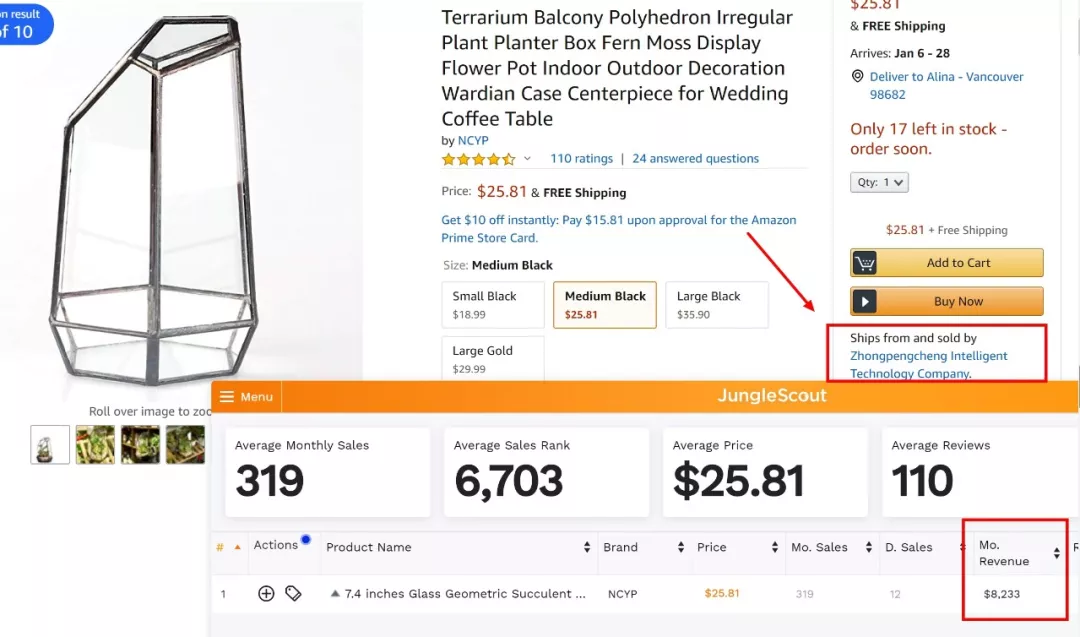 on result
of 10
Terrarium Balcony Polyhedron Irregular
Plant Planter Box Fern Moss Display
Flower Pot Indoor Outdoor Decoration
Wardian Case Centerpiece for Wedding
Coffee Table
by NCYP
110 ratings | 24 answered questions
Price: $25.81 & FREE Shipping
Get $10 off instantly: Pay $15.81 upon approval for the Amazon
Prime Store Card.
Size: Medium Black
Small Black
$18.99
Medium Black
$25.81
Large Black
$35.90
Large Gold
$29.99
Roll over image to zoo
$25.81
& FREE Shipping
Arrives: Jan 6 - 28
Deliver to Alina - Vancouver
98682
Only 17 left in stock -
order soon.
Qty: 1
$25.81 + Free Shipping
Add to Cart
Buy Now
Ships from and sold by
Zhongpengcheng Intelligent
Technology Company.
Menu
JungleScout
Average Monthly Sales
319
Average Sales Rank
6,703
Average Price
$25.81
Average Reviews
110
# Actions Product Name Brand Price Mo. Sales D. Sales Mo. Revenue
1 7.4 inches Glass Geometric Succulent ... NCYP $25.81 319 12 $8,233